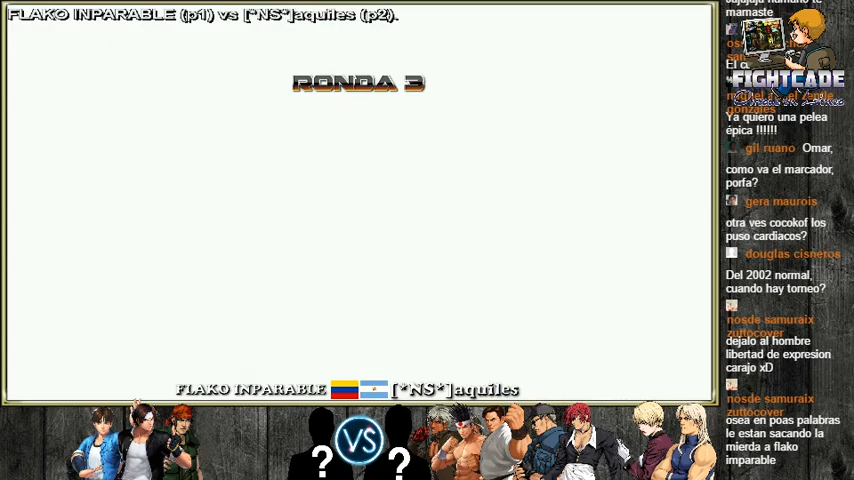 FLAKO INPARABLE (p1) vs [*NS*]aquiles (p2).
RONDA 3
FLAKO INPARABLE [*NS*]aquiles
VS
?
?
mamaste
FIGHTCADE
gonzales
Ya quiero una pelea
épica !!!!!!
gil ruano Omar,
como va el marcador,
porfa?
gera maurois
otra ves cocokof los
puso cardiacos?
douglas cisneros
Del 2002 normal,
cuando hay torneo?
nosde samuraix
zuttocover
dejalo al hombre
libertad de expresion
carajo xD
nosde samuraix
zuttocover
osea en poas palabras
le estan sacando la
mierda a flako
imparable